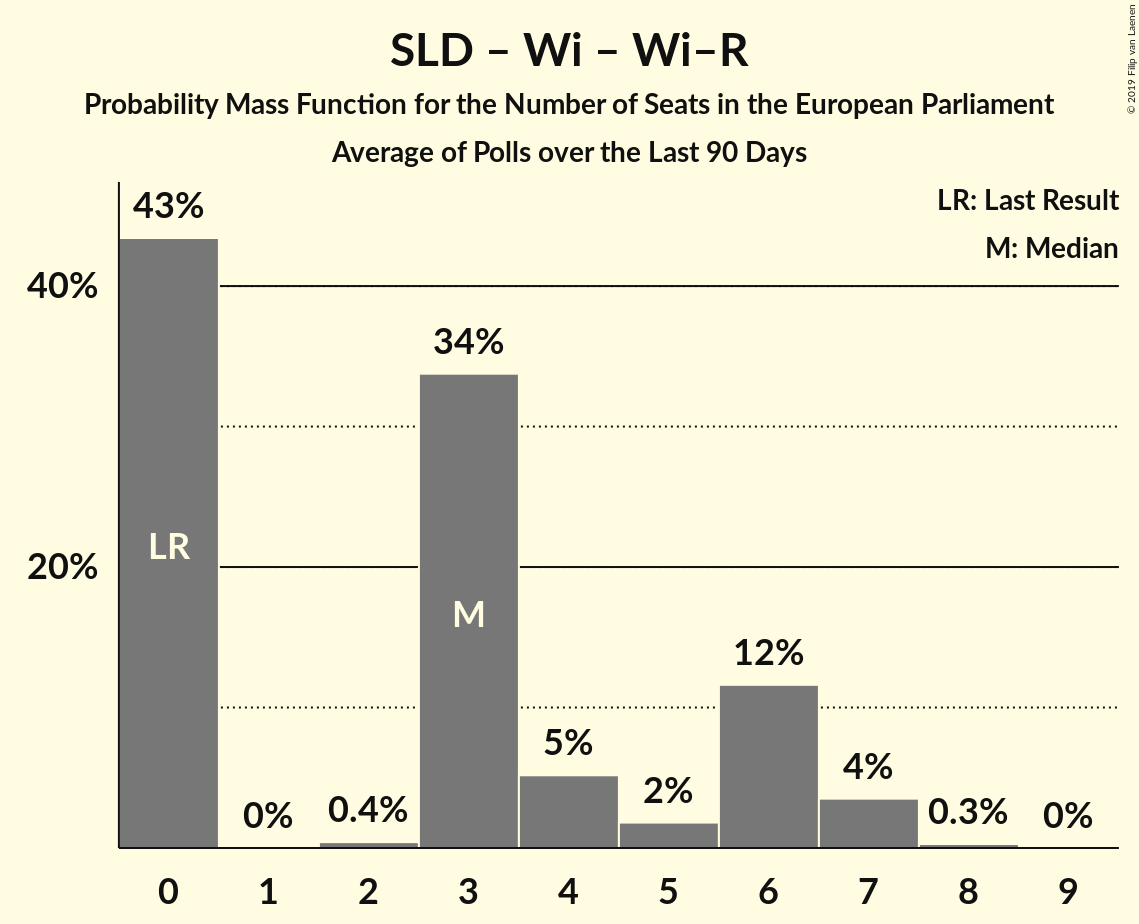 SLD – Wi – Wi–R
Probability Mass Function for the Number of Seats in the European Parliament
Average of Polls over the Last 90 Days
© 2019 Filip van Laenen
LR: Last Result
M: Median
43%
40%
34%
LR
20%
M
12%
5%
4%
2%
0%
0.4%
0.3%
0%
0 1 2 3 4 5 6 7 8 9